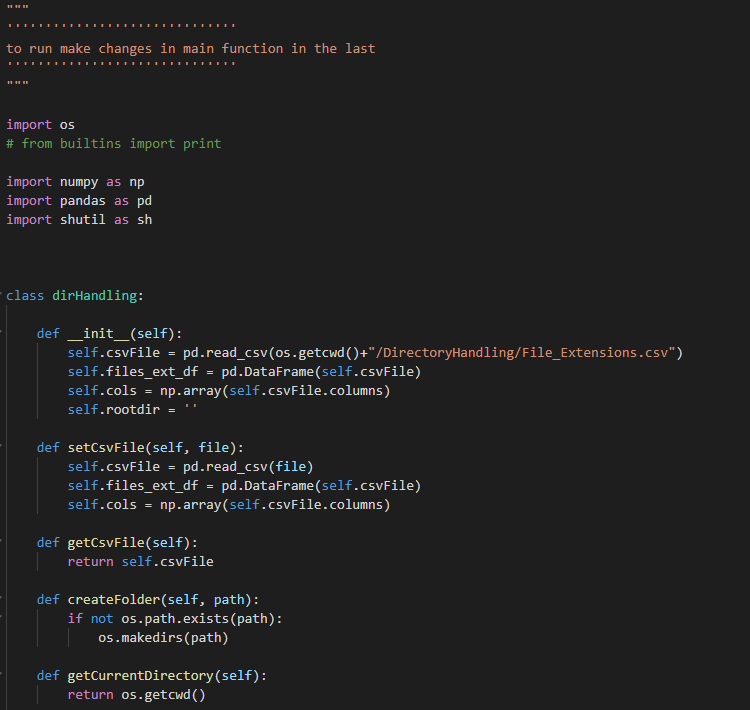 """
''''''''''''''''''''''''''''''
to run make changes in main function in the last
''''''''''''''''''''''''''''''
"""
import os
# from builtins import print
import numpy as np
import pandas as pd
import shutil as sh
class dirHandling:
    def __init__(self):
        self.csvFile = pd.read_csv(os.getcwd()+"/DirectoryHandling/File_Extensions.csv")
        self.files_ext_df = pd.DataFrame(self.csvFile)
        self.cols = np.array(self.csvFile.columns)
        self.rootdir = ''
    def setCsvFile(self, file):
        self.csvFile = pd.read_csv(file)
        self.files_ext_df = pd.DataFrame(self.csvFile)
        self.cols = np.array(self.csvFile.columns)
    def getCsvFile(self):
        return self.csvFile
    def createFolder(self, path):
        if not os.path.exists(path):
            os.makedirs(path)
    def getCurrentDirectory(self):
        return os.getcwd()